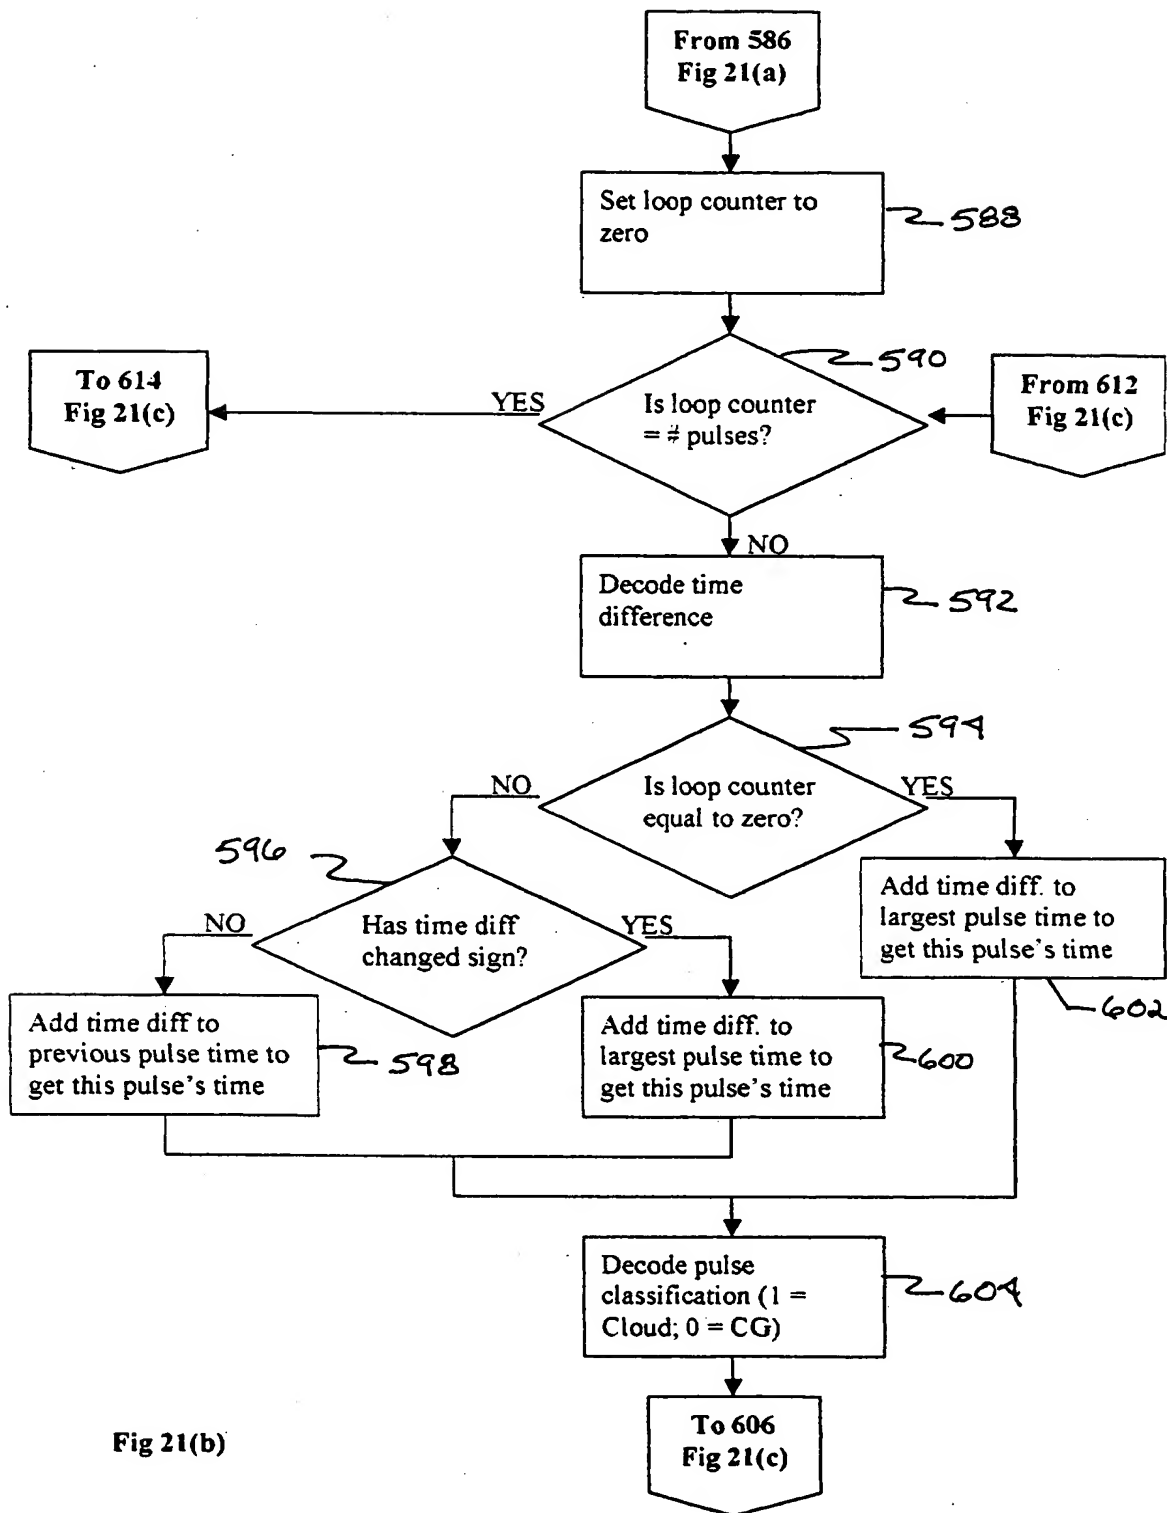 From 586
Fig 21(a)
Set loop counter to
zero
588
590
To 614
Fig 21(c)
YES
Is loop counter
= # pulses?
From 612
Fig 21(c)
NO
Decode time
difference
592
594
NO
Is loop counter
equal to zero?
YES
596
NO
Has time diff
changed sign?
YES
Add time diff. to
largest pulse time to
get this pulse's time
602
Add time diff to
previous pulse time to
get this pulse's time
598
Add time diff. to
largest pulse time to
get this pulse's time
600
Decode pulse
classification (1 =
Cloud; 0 = CG)
604
Fig 21(b)
To 606
Fig 21(c)